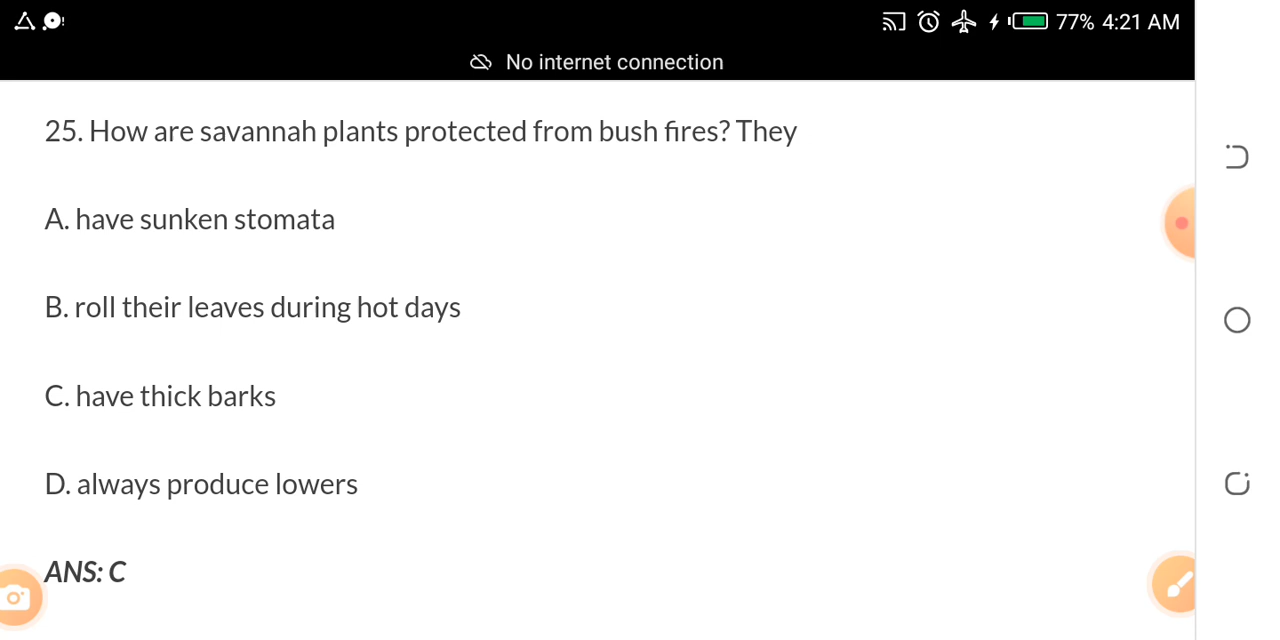 77% 4:21 AM
No internet connection
25. How are savannah plants protected from bush fires? They
A. have sunken stomata
B. roll their leaves during hot days
C. have thick barks
D. always produce lowers
ANS: C